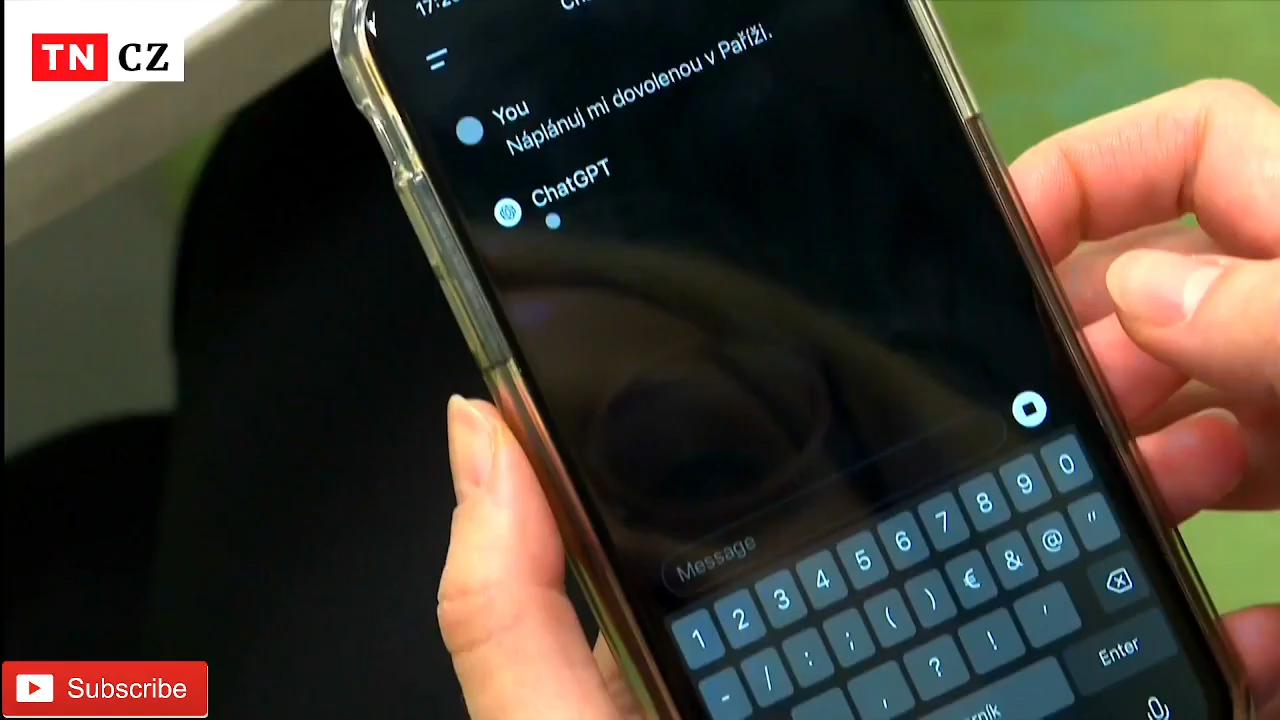 TN CZ
You
Náplánuj mi dovolenou v Paříži.
ChatGPT
Message
1 2 3 4 5 6 7 8 9 0
- / : ; ( ) € & @ "
, ? ! '
Enter
Subscribe